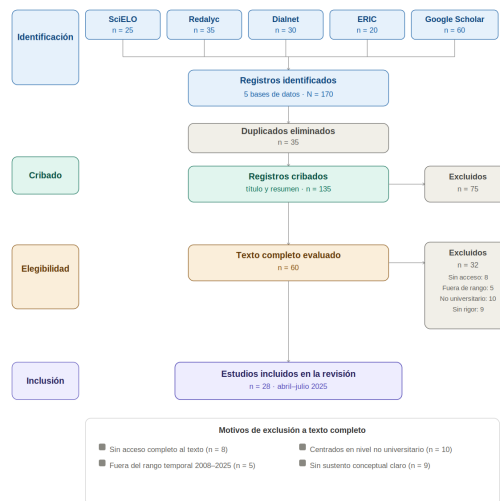 Identificación
SciELO
n = 25
Redalyc
n = 35
Dialnet
n = 30
ERIC
n = 20
Google Scholar
n = 60
Registros identificados
5 bases de datos · N = 170
Duplicados eliminados
n = 35
Cribado
Registros cribados
título y resumen · n = 135
Excluidos
n = 75
Elegibilidad
Texto completo evaluado
n = 60
Excluidos
n = 32
Sin acceso: 8
Fuera de rango: 5
No universitario: 10
Sin rigor: 9
Inclusión
Estudios incluidos en la revisión
n = 28 · abril–julio 2025
Motivos de exclusión a texto completo
Sin acceso completo al texto (n = 8)
Centrados en nivel no universitario (n = 10)
Fuera del rango temporal 2008–2025 (n = 5)
Sin sustento conceptual claro (n = 9)